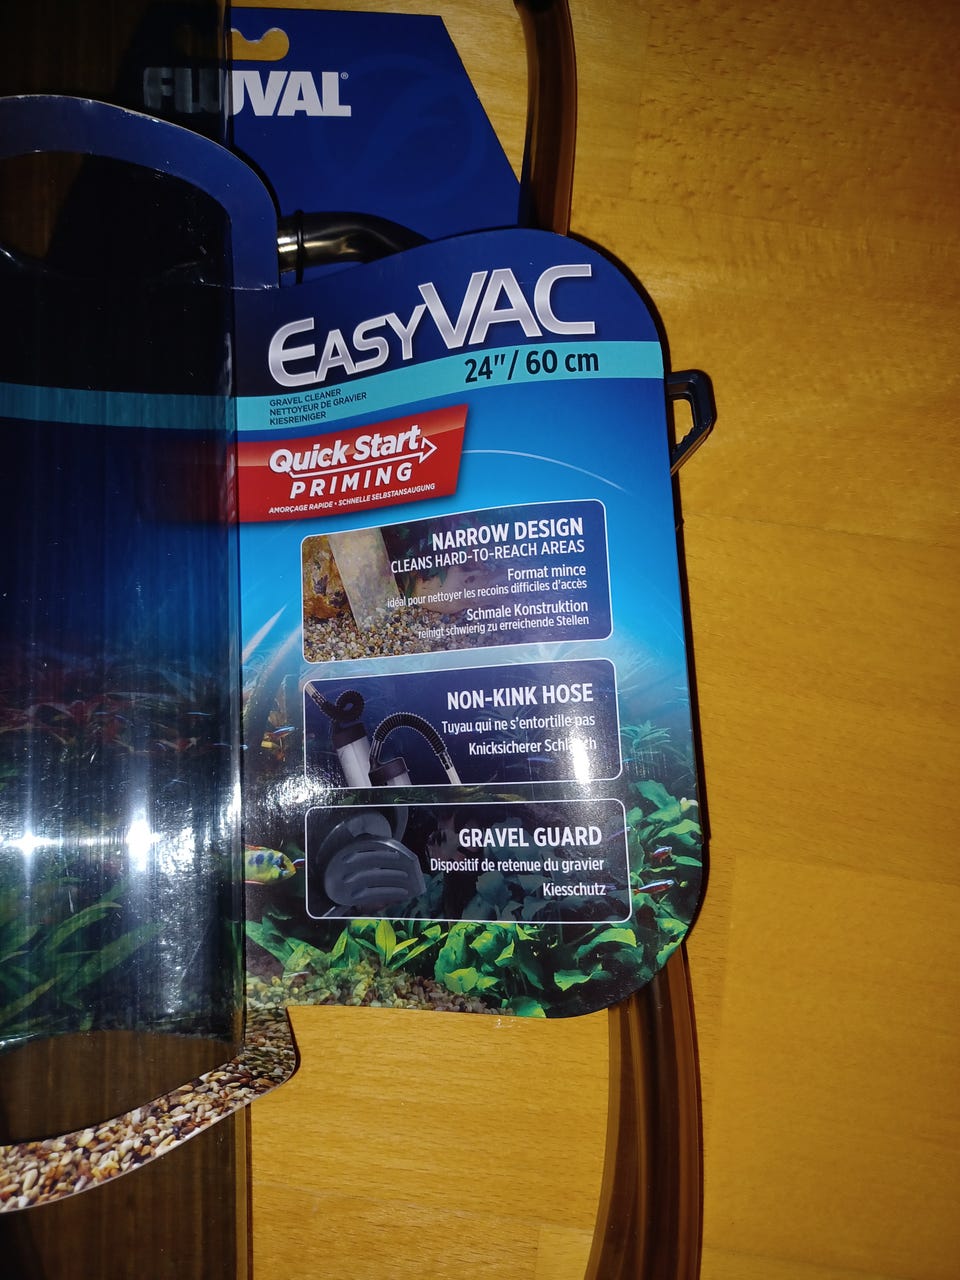 FLUVAL®
EASYVAC
24"/ 60 cm
GRAVEL CLEANER
NETTOYEUR DE GRAVIER
KIESREINIGER
Quick Start
PRIMING
AMORÇAGE RAPIDE • SCHNELLE SELBSTANSAUGUNG
NARROW DESIGN
CLEANS HARD-TO-REACH AREAS
Format mince
idéal pour nettoyer les recoins difficiles d'accès
Schmale Konstruktion
reinigt schwierig zu erreichende Stellen
NON-KINK HOSE
Tuyau qui ne s'entortille pas
Knicksicherer Schlauch
GRAVEL GUARD
Dispositif de retenue du gravier
Kiesschutz